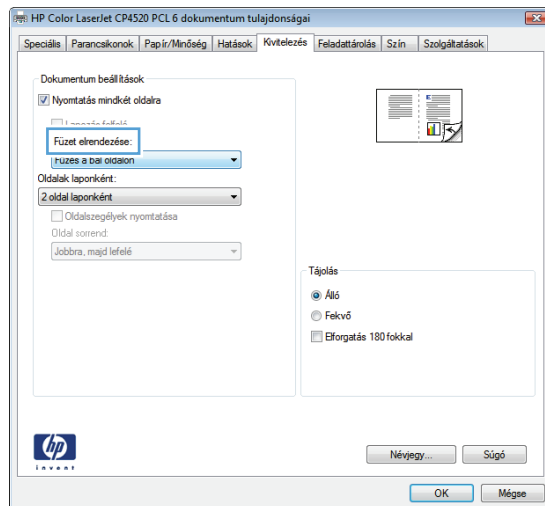 HP Color LaserJet CP4520 PCL 6 dokumentum tulajdonságai
Speciális Parancsikonok Papír/Minőség Hatások Kivitelezés Feladattárolás Szín Szolgáltatások
Dokumentum beállítások
Nyomtatás mindkét oldalra
Füzet elrendezése:
Fűzés a bal oldalon
Oldalak laponként:
2 oldal laponként
Oldalszegélyek nyomtatása
Oldal sorrend:
Jobbra, majd lefelé
Tájolás
Álló
Fekvő
Elforgatás 180 fokkal
hp
invent
Névjegy... Súgó
OK Mégse